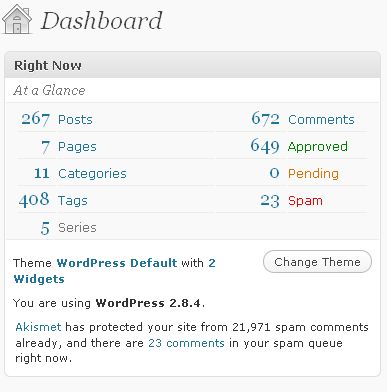 Dashboard
Right Now
At a Glance
267 Posts 672 Comments
7 Pages 649 Approved
11 Categories 0 Pending
408 Tags 23 Spam
5 Series
Theme WordPress Default with 2
Widgets
Change Theme
You are using WordPress 2.8.4.
Akismet has protected your site from 21,971 spam comments
already, and there are 23 comments in your spam queue
right now.